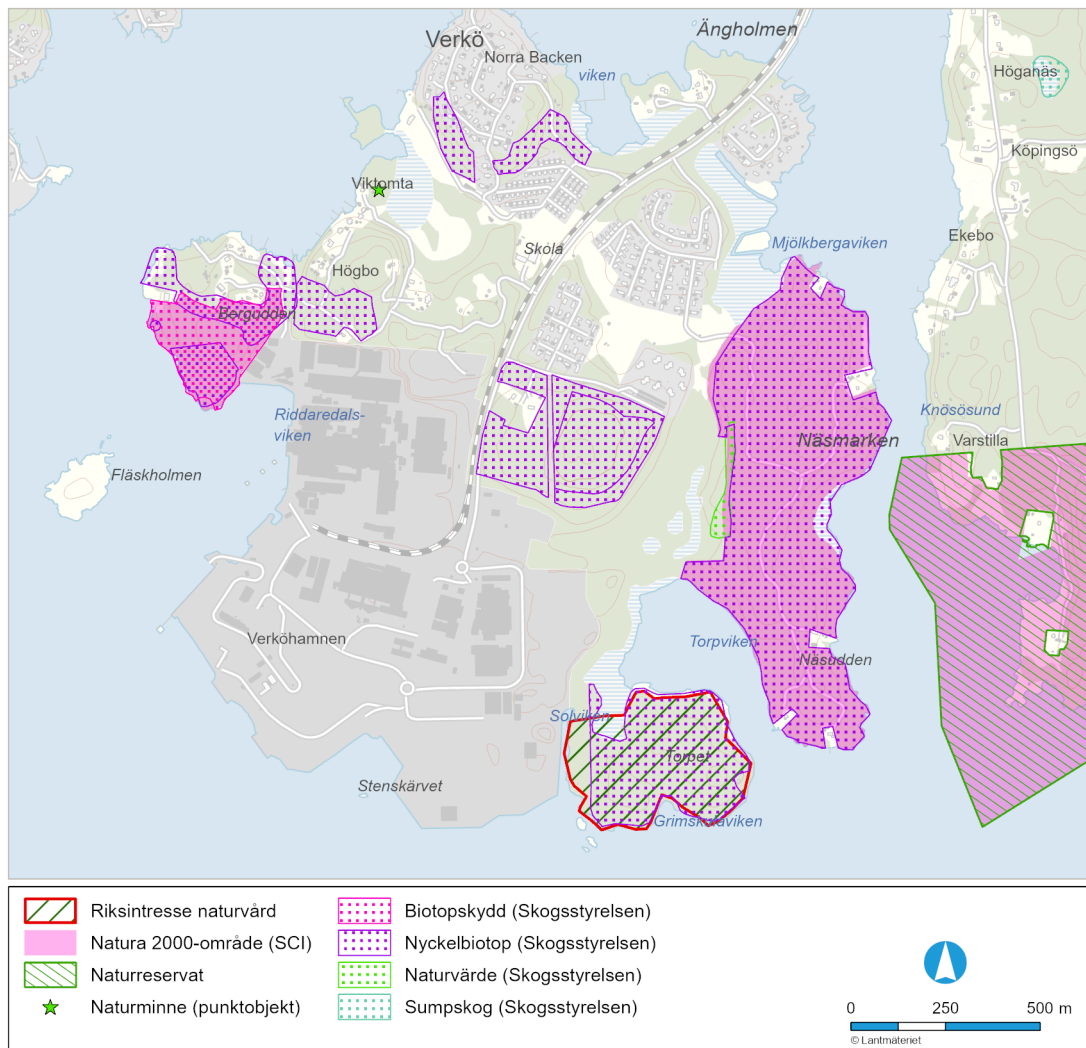 Ängholmen
Verkö
Norra Backen
viken
Höganäs
Köpingsö
Viktomta
Ekebo
Mjölkbergaviken
Skola
Högbo
Bergudden
Riddaredals-
viken
Knösösund
Näsmarken
Varstilla
Fläskholmen
Verköhamnen
Torpviken
Näsudden
Solviken
Torpet
Stenskärvet
Grimskulaviken
Riksintresse naturvård
Natura 2000-område (SCI)
Naturreservat
Naturminne (punktobjekt)
Biotopskydd (Skogsstyrelsen)
Nyckelbiotop (Skogsstyrelsen)
Naturvärde (Skogsstyrelsen)
Sumpskog (Skogsstyrelsen)
0 250 500 m
© Lantmäteriet